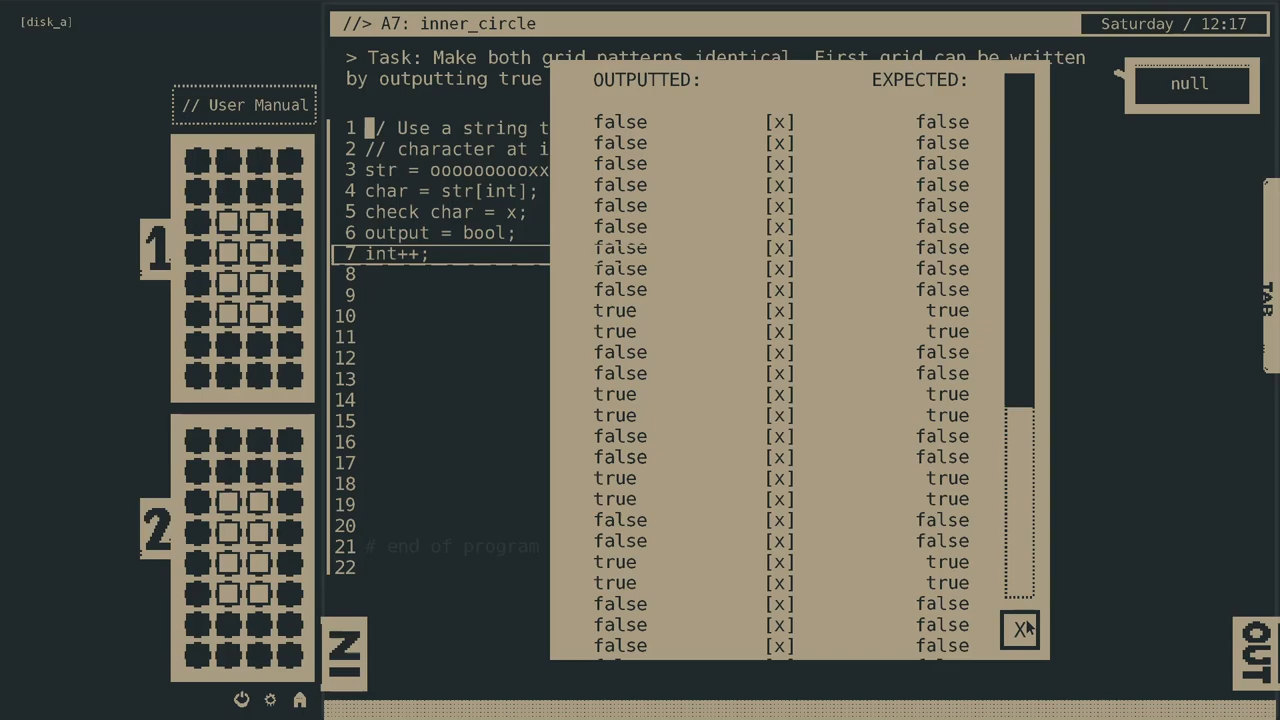 [disk_a]
//> A7: inner_circle
Saturday / 12:17
> Task: Make both grid patterns identical. First grid can be written
by outputting true
null
// User Manual
1
2
OUTPUTTED: EXPECTED:
false [x] false
false [x] false
false [x] false
false [x] false
false [x] false
false [x] false
false [x] false
false [x] false
false [x] false
true [x] true
true [x] true
false [x] false
false [x] false
true [x] true
true [x] true
false [x] false
false [x] false
true [x] true
true [x] true
false [x] false
false [x] false
true [x] true
true [x] true
false [x] false
false [x] false
false [x] false
X
1 // Use a string t
2 // character at i
3 str = oooooooooxx
4 char = str[int];
5 check char = x;
6 output = bool;
7 int++;
8
9
10
11
12
13
14
15
16
17
18
19
20
21 # end of program
22
TAB
IN
OUT